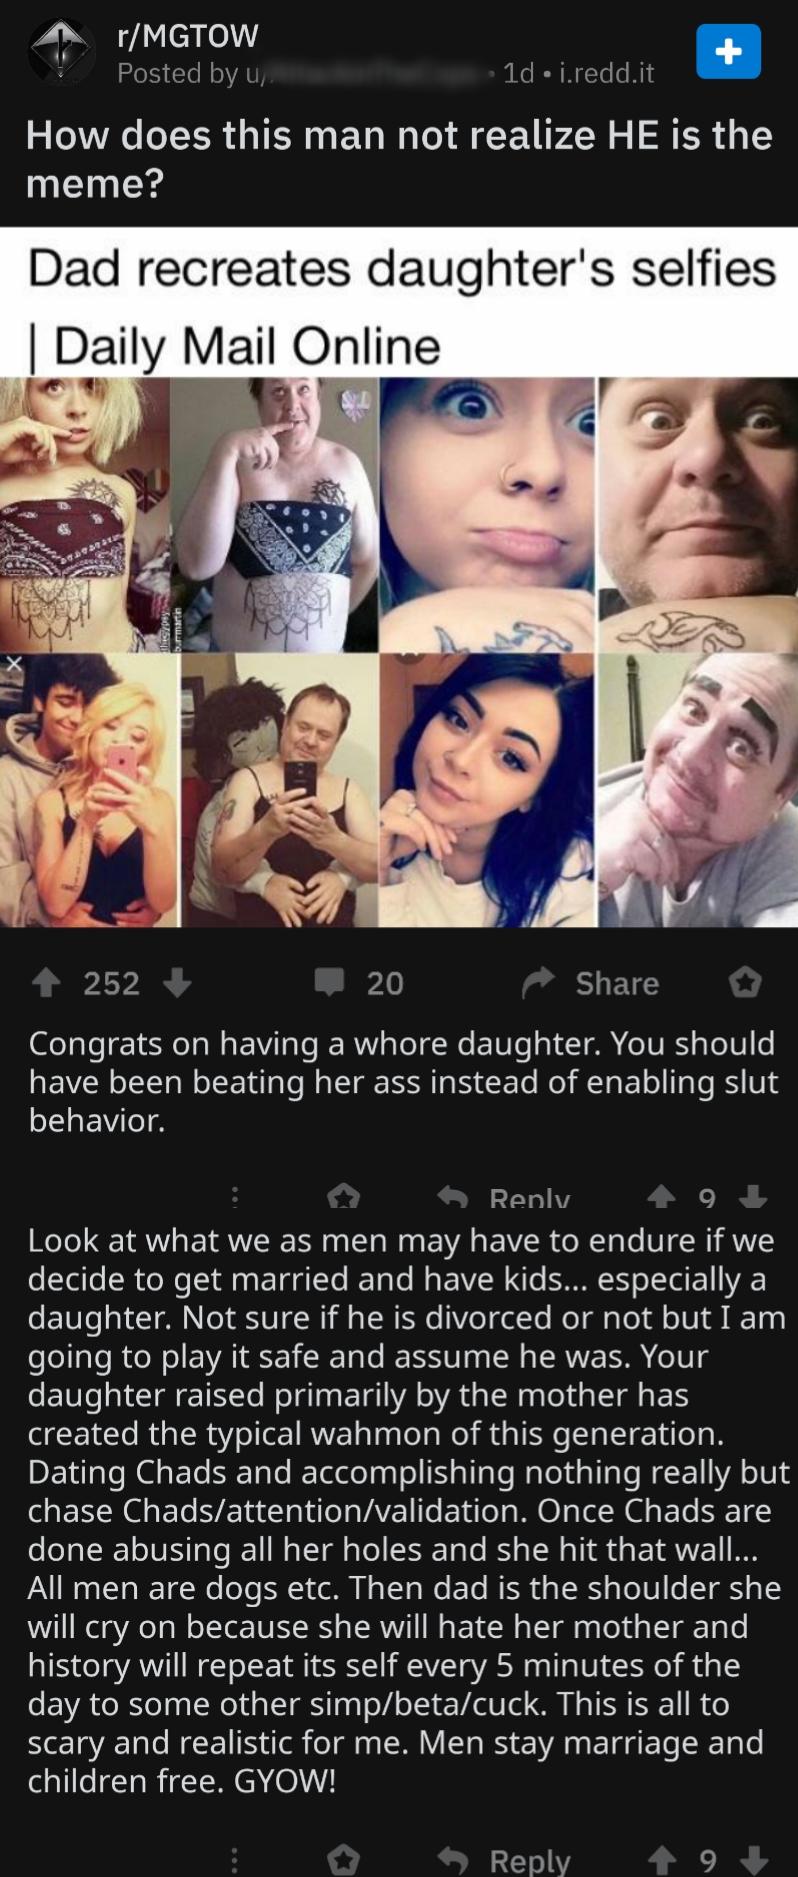 r/MGTOW
Posted by u/ • 1d • i.redd.it
How does this man not realize HE is the
meme?
Dad recreates daughter's selfies
| Daily Mail Online
Congrats on having a whore daughter. You should
have been beating her ass instead of enabling slut
behavior.
Reply 9
Look at what we as men may have to endure if we
decide to get married and have kids... especially a
daughter. Not sure if he is divorced or not but I am
going to play it safe and assume he was. Your
daughter raised primarily by the mother has
created the typical wahmon of this generation.
Dating Chads and accomplishing nothing really but
chase Chads/attention/validation. Once Chads are
done abusing all her holes and she hit that wall...
All men are dogs etc. Then dad is the shoulder she
will cry on because she will hate her mother and
history will repeat its self every 5 minutes of the
day to some other simp/beta/cuck. This is all to
scary and realistic for me. Men stay marriage and
children free. GYOW!
Reply 9
252 20 Share